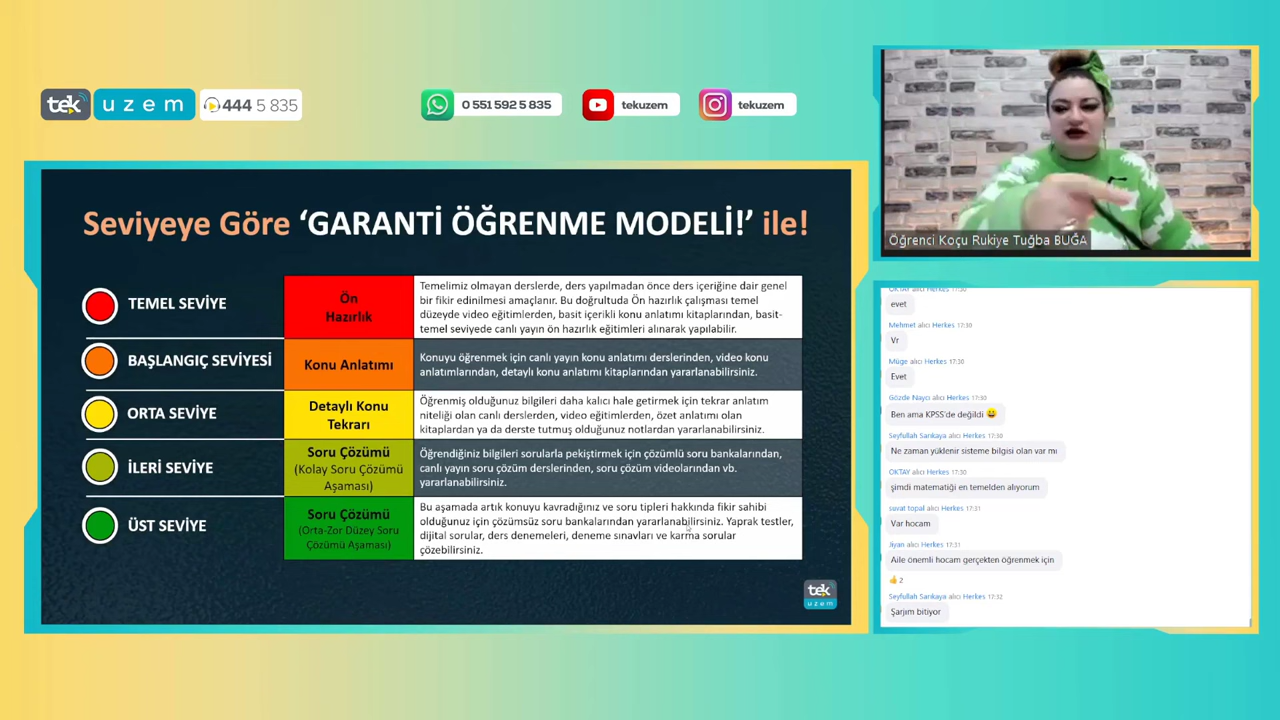 tek
uzem
444 5 835
0 551 592 5 835
tekuzem
tekuzem
Seviyeye Göre ‘GARANTİ ÖĞRENME MODELİ!’ ile!
TEMEL SEVİYE
Ön
Hazırlık
Temelimiz olmayan derslerde, ders yapılmadan önce ders içeriğine dair genel
bir fikir edinilmesi amaçlanır. Bu doğrultuda Ön hazırlık çalışması temel
düzeyde video eğitimlerden, basit içerikli konu anlatımı kitaplarından, basit-
temel seviyede canlı yayın ön hazırlık eğitimleri alınarak yapılabilir.
BAŞLANGIÇ SEVİYESİ
Konu Anlatımı
Konuyu öğrenmek için canlı yayın konu anlatımı derslerinden, video konu
anlatımlarından, detaylı konu anlatımı kitaplarından yararlanabilirsiniz.
ORTA SEVİYE
Detaylı Konu
Tekrarı
Öğrenmiş olduğunuz bilgileri daha kalıcı hale getirmek için tekrar anlatım
niteliği olan canlı derslerden, video eğitimlerden, özet anlatımı olan
kitaplardan ya da derste tutmuş olduğunuz notlardan yararlanabilirsiniz.
İLERİ SEVİYE
Soru Çözümü
(Kolay Soru Çözümü
Aşaması)
Öğrendiğiniz bilgileri sorularla pekiştirmek için çözümlü soru bankalarından,
canlı yayın soru çözüm derslerinden, soru çözüm videolarından vb.
yararlanabilirsiniz.
ÜST SEVİYE
Soru Çözümü
(Orta-Zor Düzey Soru
Çözümü Aşaması)
Bu aşamada artık konuyu kavradığınız ve soru tipleri hakkında fikir sahibi
olduğunuz için çözümsüz soru bankalarından yararlanabilirsiniz. Yaprak testler,
dijital sorular, ders denemeleri, deneme sınavları ve karma sorular
çözebilirsiniz.
tek
uzem
Öğrenci Koçu Rukiye Tuğba BUĞA
OKTAY alıcı Herkes 17:30
evet
Mehmet alıcı Herkes 17:30
Vr
Müge alıcı Herkes 17:30
Evet
Gözde Naycı alıcı Herkes 17:30
Ben ama KPSS'de değildi 😀
Seyfullah Sarıkaya alıcı Herkes 17:30
Ne zaman yüklenir sisteme bilgisi olan var mı
OKTAY alıcı Herkes 17:30
şimdi matematiği en temelden alıyorum
suvat topal alıcı Herkes 17:31
Var hocam
Jiyan alıcı Herkes 17:31
Aile önemli hocam gerçekten öğrenmek için
👍 2
Seyfullah Sarıkaya alıcı Herkes 17:32
Şarjım bitiyor